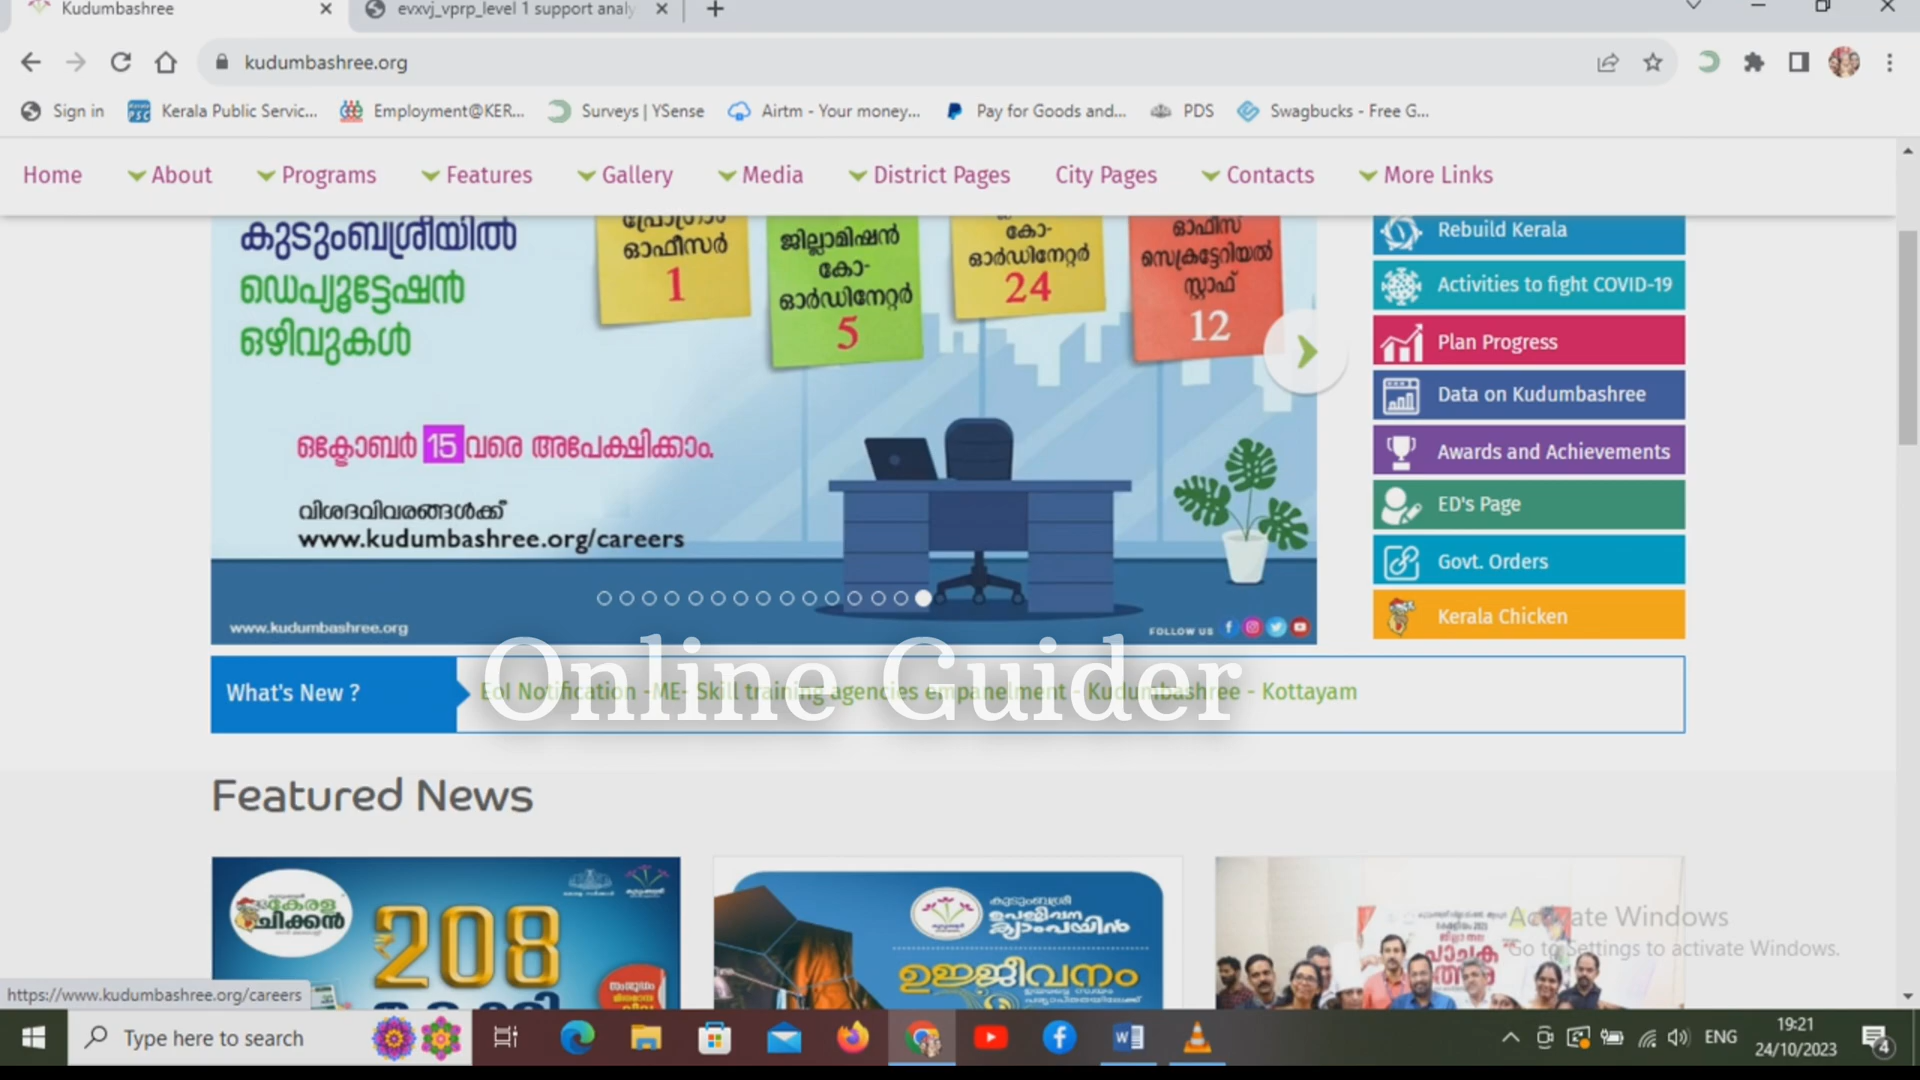 Kudumbashree
evxvj_vprp_level 1 support analy
kudumbashree.org
Sign in
Kerala Public Servic...
Employment@KER...
Surveys | YSense
Airtm - Your money...
Pay for Goods and...
PDS
Swagbucks - Free G...
Home
About
Programs
Features
Gallery
Media
District Pages
City Pages
Contacts
More Links
കുടുംബശ്രീയിൽ
ഡെപ്യൂട്ടേഷൻ
ഒഴിവുകൾ
പ്രോഗ്രാം
ഓഫീസർ
1
ജില്ലാമിഷൻ
കോ-
ഓർഡിനേറ്റർ
5
കോ-
ഓർഡിനേറ്റർ
24
ഓഫീസ്
സെക്രട്ടേറിയൽ
സ്റ്റാഫ്
12
ഒക്ടോബർ 15 വരെ അപേക്ഷിക്കാം.
വിശദവിവരങ്ങൾക്ക്
www.kudumbashree.org/careers
www.kudumbashree.org
FOLLOW US
Rebuild Kerala
Activities to fight COVID-19
Plan Progress
Data on Kudumbashree
Awards and Achievements
ED's Page
Govt. Orders
Kerala Chicken
Online Guider
What's New ?
EoI Notification -ME- Skill training agencies empanelment - Kudumbashree - Kottayam
Featured News
കേരള
ചിക്കൻ
₹208
കുടുംബശ്രീ
ഉപജീവന
ക്യാംപയിൻ
ഉജ്ജീവനം
പാചക
Activate Windows
Go to Settings to activate Windows.
https://www.kudumbashree.org/careers
Type here to search
ENG
19:21
24/10/2023
4